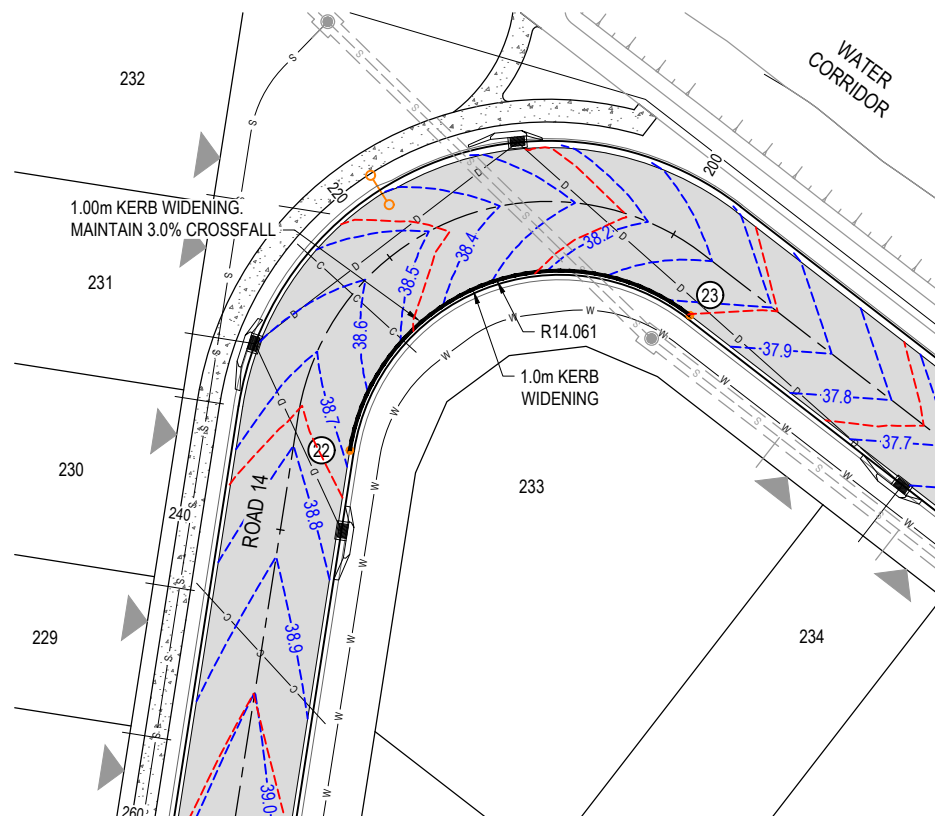 WATER
CORRIDOR
232
200
220
1.00m KERB WIDENING.
MAINTAIN 3.0% CROSSFALL
231
38.2
38.4
38.5
38.6
23
R14.061
1.0m KERB
WIDENING
37.9
37.8
37.7
38.7
22
230
233
240
ROAD 14
38.8
229
38.9
234
39.0
260
S
S
S
S
S
S
S
S
S
D
D
D
D
D
D
D
D
D
D
C
C
C
C
C
C
W
W
W
W
W
W
W
W
W
W
W
W